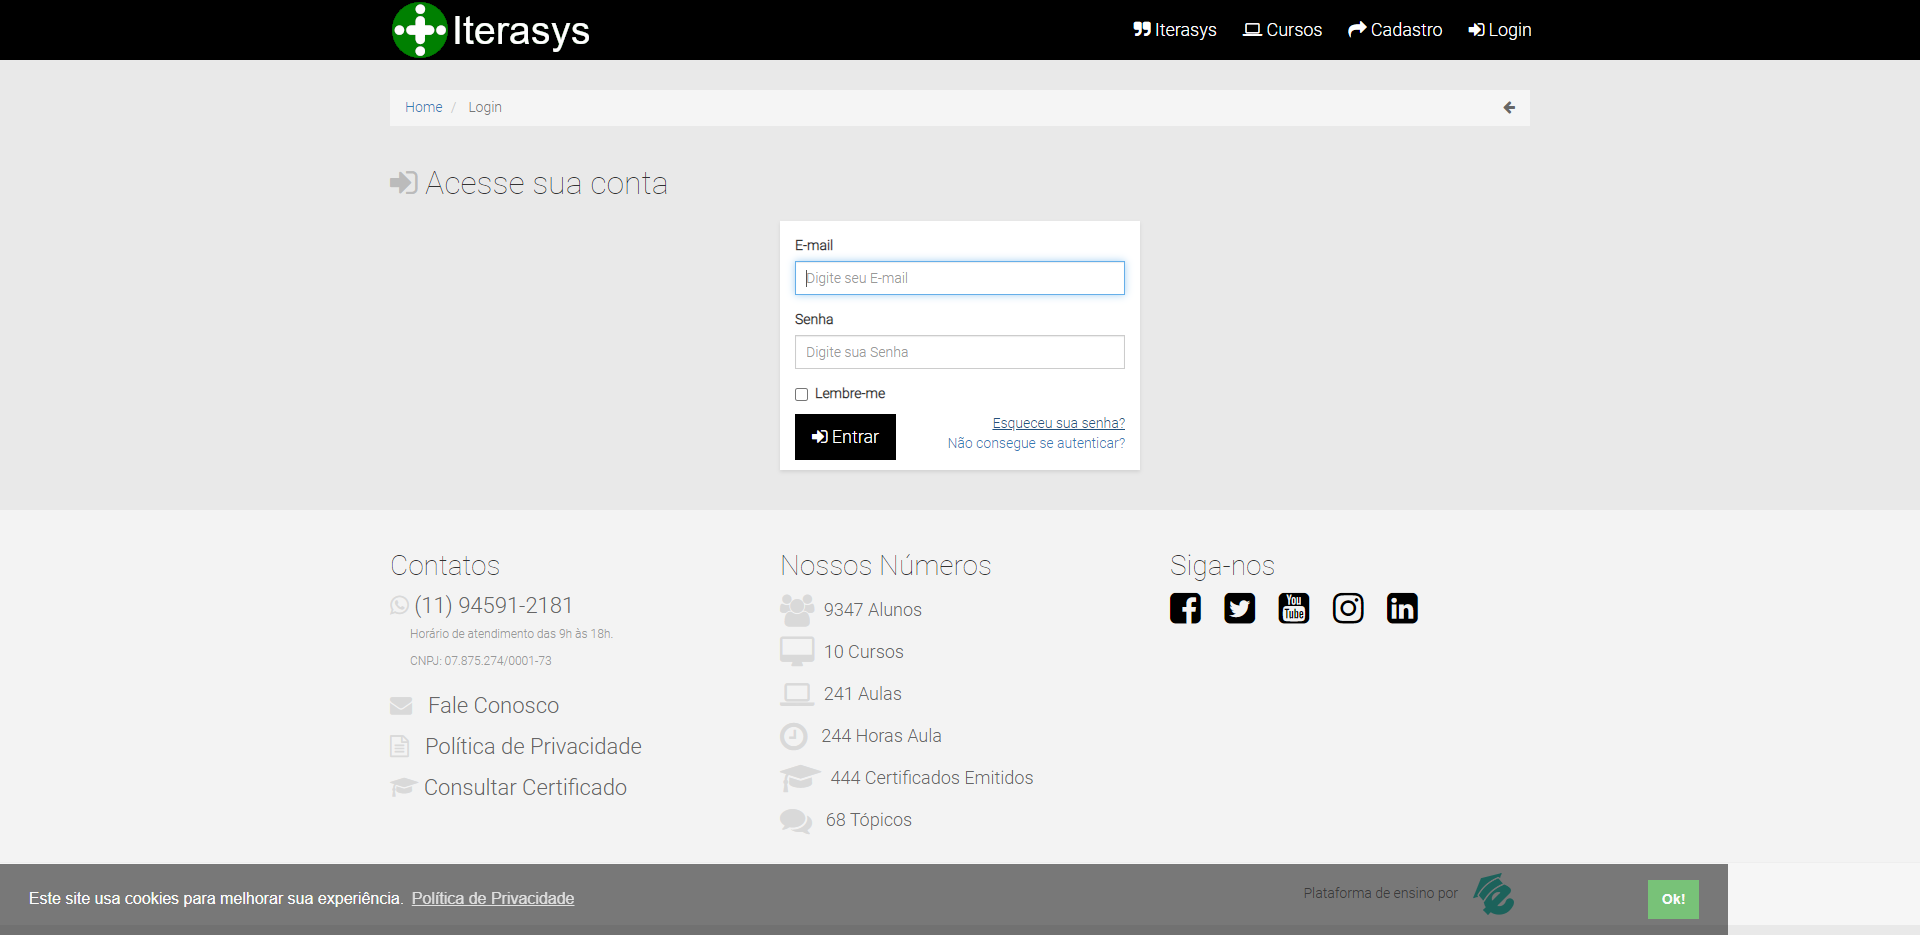 Iterasys
Iterasys Cursos Cadastro Login
Home / Login
Acesse sua conta
E-mail
Digite seu E-mail
Senha
Digite sua Senha
Lembre-me
Entrar
Esqueceu sua senha?
Não consegue se autenticar?
Contatos
(11) 94591-2181
Horário de atendimento das 9h às 18h.
CNPJ: 07.875.274/0001-73
Fale Conosco
Política de Privacidade
Consultar Certificado
Nossos Números
9347 Alunos
10 Cursos
241 Aulas
244 Horas Aula
444 Certificados Emitidos
68 Tópicos
Siga-nos
You
Tube
in
Este site usa cookies para melhorar sua experiência. Política de Privacidade
Plataforma de ensino por
Ok!